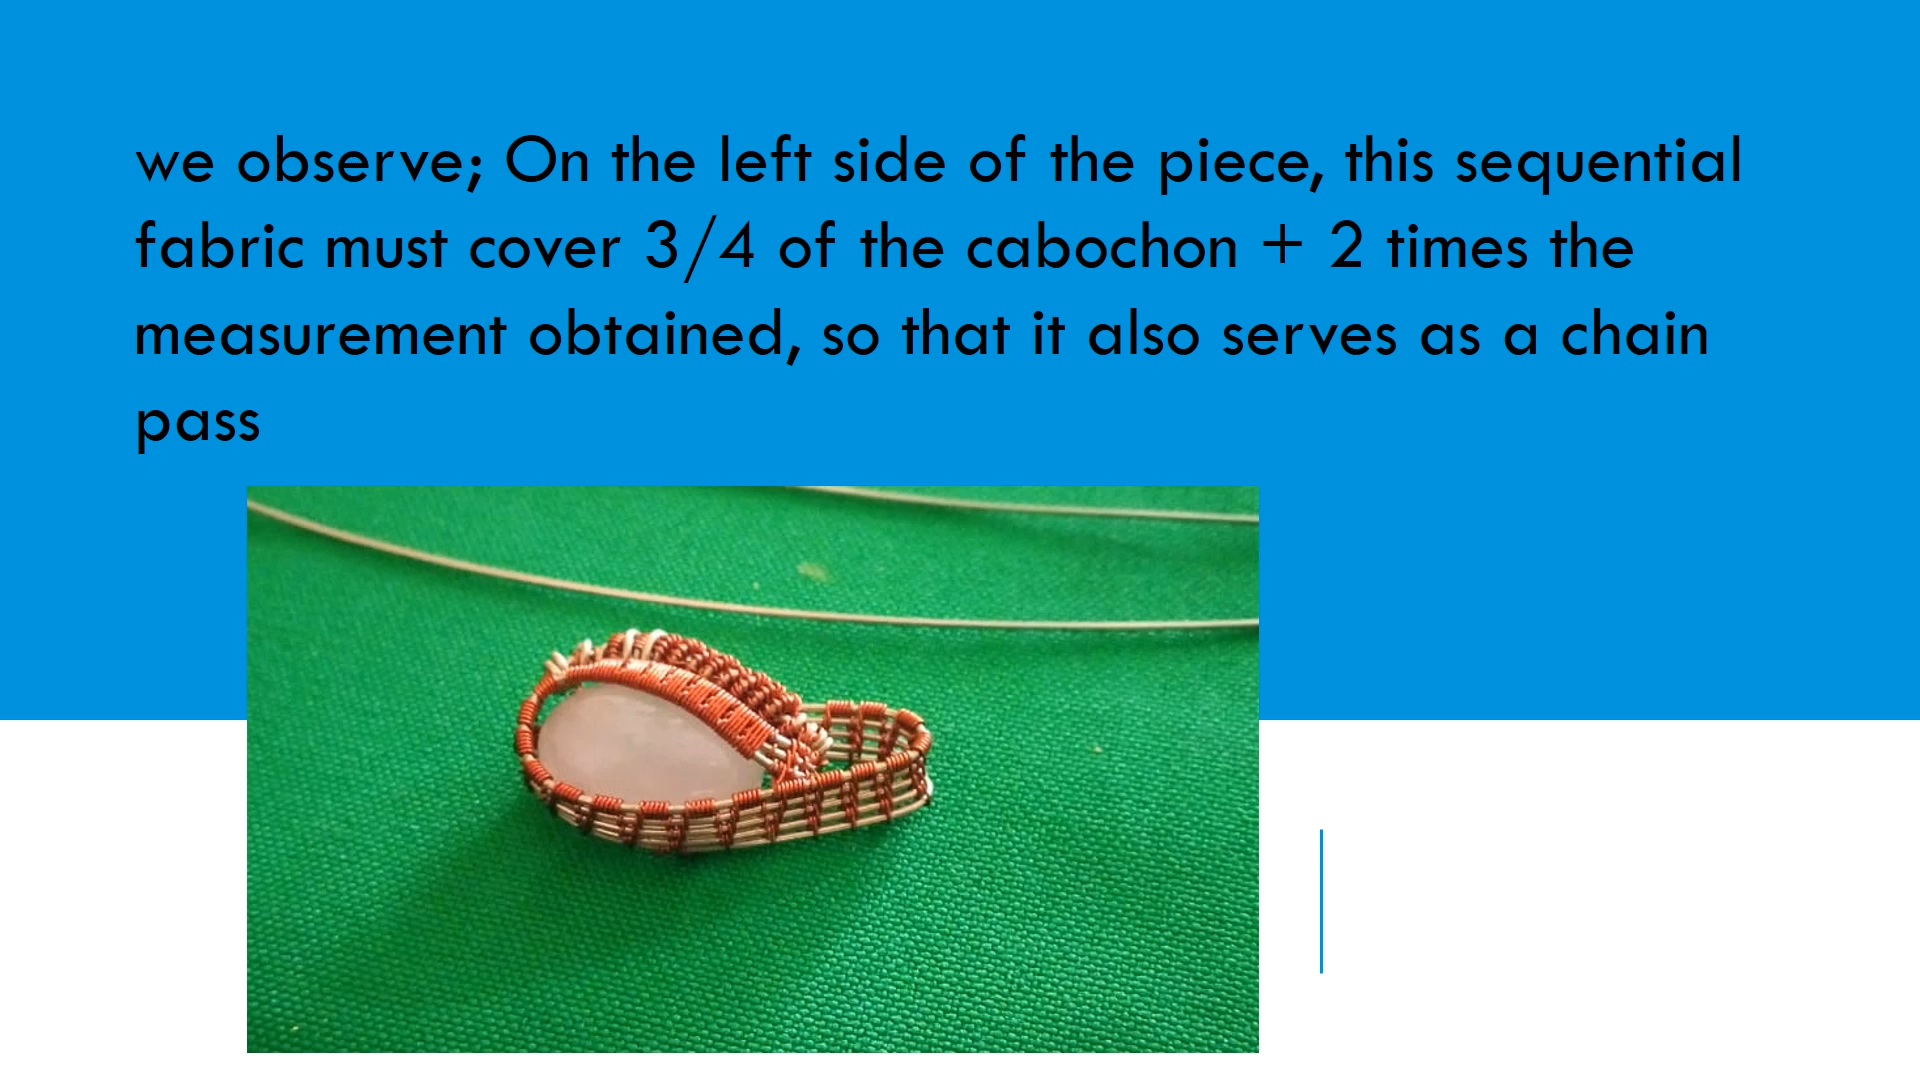 we observe; On the left side of the piece, this sequential
fabric must cover 3/4 of the cabochon + 2 times the
measurement obtained, so that it also serves as a chain
pass